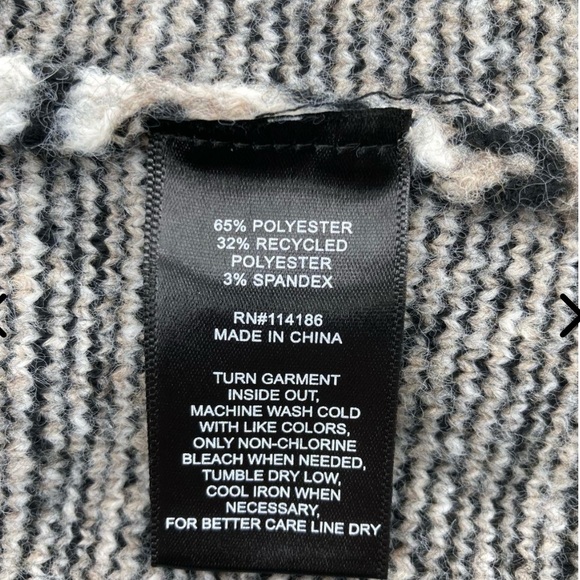 65% POLYESTER
32% RECYCLED
POLYESTER
3% SPANDEX
RN#114186
MADE IN CHINA
TURN GARMENT
INSIDE OUT,
MACHINE WASH COLD
WITH LIKE COLORS,
ONLY NON-CHLORINE
BLEACH WHEN NEEDED,
TUMBLE DRY LOW,
COOL IRON WHEN
NECESSARY,
FOR BETTER CARE LINE DRY